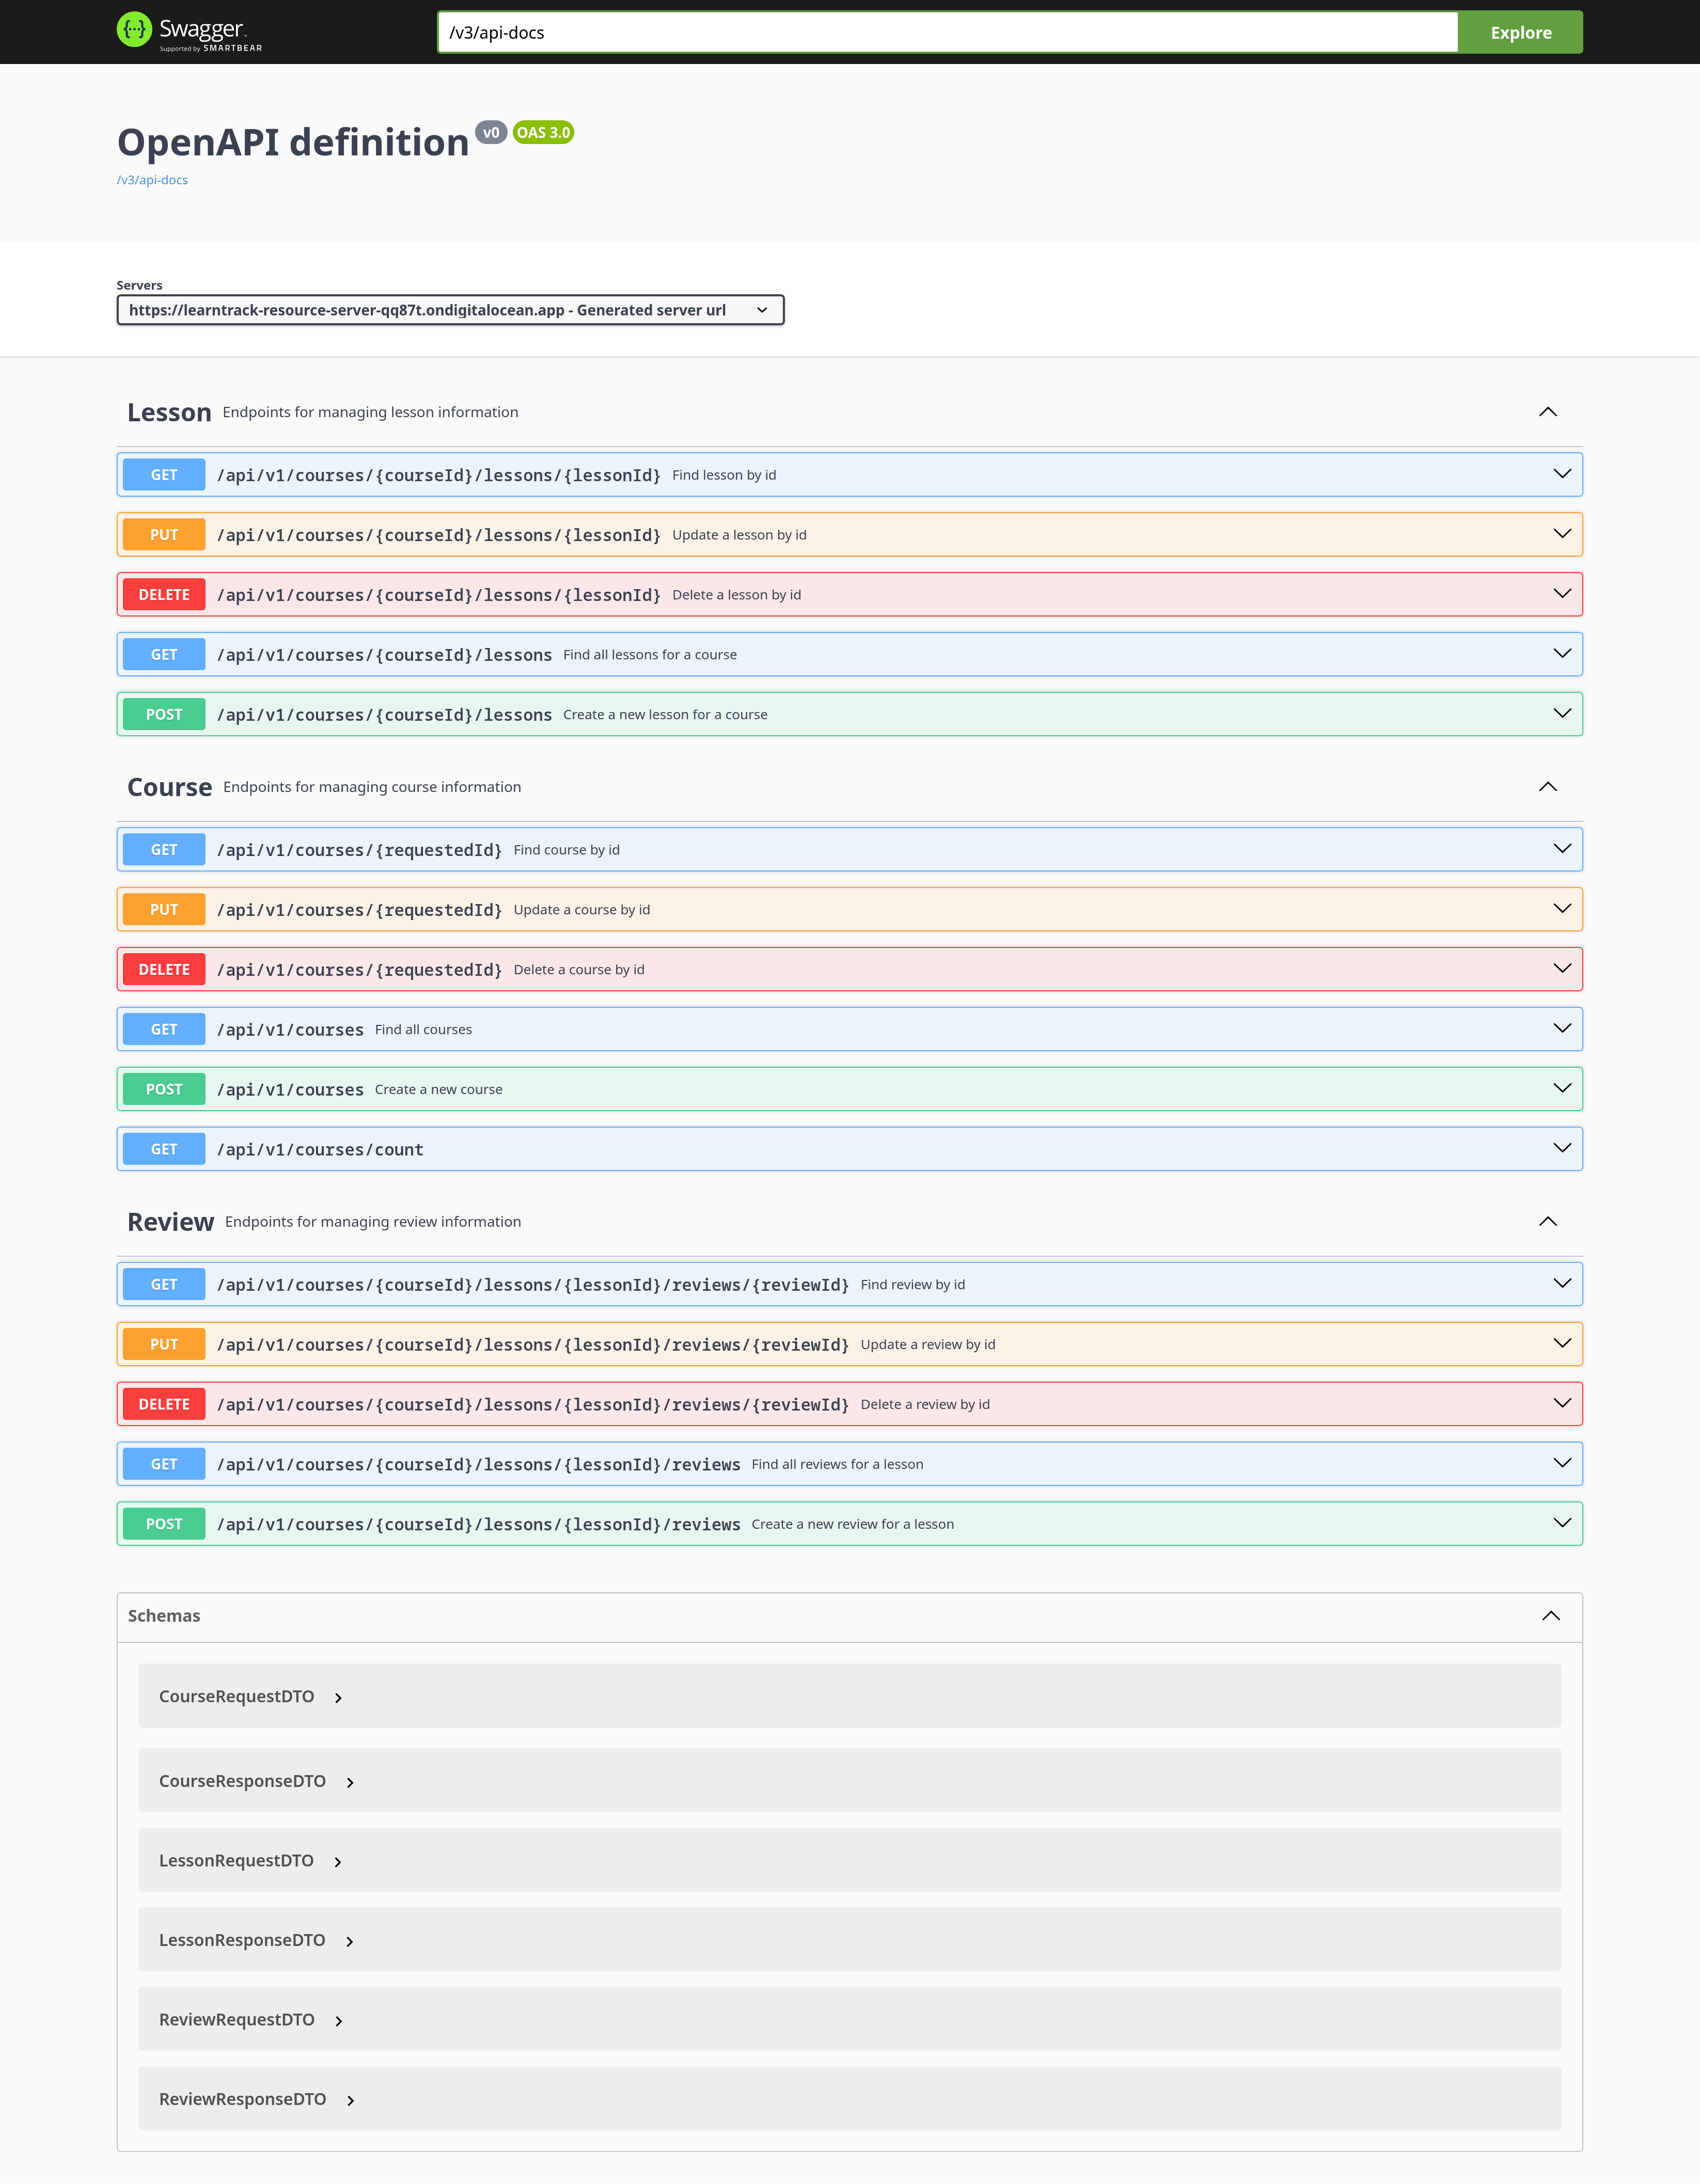 Swagger
Supported by SMARTBEAR
/v3/api-docs
Explore
OpenAPI definition v0 OAS 3.0
/v3/api-docs
Servers
https://learntrack-resource-server-qq87t.ondigitalocean.app - Generated server url
Lesson Endpoints for managing lesson information
GET /api/v1/courses/{courseId}/lessons/{lessonId} Find lesson by id
PUT /api/v1/courses/{courseId}/lessons/{lessonId} Update a lesson by id
DELETE /api/v1/courses/{courseId}/lessons/{lessonId} Delete a lesson by id
GET /api/v1/courses/{courseId}/lessons Find all lessons for a course
POST /api/v1/courses/{courseId}/lessons Create a new lesson for a course
Course Endpoints for managing course information
GET /api/v1/courses/{requestedId} Find course by id
PUT /api/v1/courses/{requestedId} Update a course by id
DELETE /api/v1/courses/{requestedId} Delete a course by id
GET /api/v1/courses Find all courses
POST /api/v1/courses Create a new course
GET /api/v1/courses/count
Review Endpoints for managing review information
GET /api/v1/courses/{courseId}/lessons/{lessonId}/reviews/{reviewId} Find review by id
PUT /api/v1/courses/{courseId}/lessons/{lessonId}/reviews/{reviewId} Update a review by id
DELETE /api/v1/courses/{courseId}/lessons/{lessonId}/reviews/{reviewId} Delete a review by id
GET /api/v1/courses/{courseId}/lessons/{lessonId}/reviews Find all reviews for a lesson
POST /api/v1/courses/{courseId}/lessons/{lessonId}/reviews Create a new review for a lesson
Schemas
CourseRequestDTO
CourseResponseDTO
LessonRequestDTO
LessonResponseDTO
ReviewRequestDTO
ReviewResponseDTO